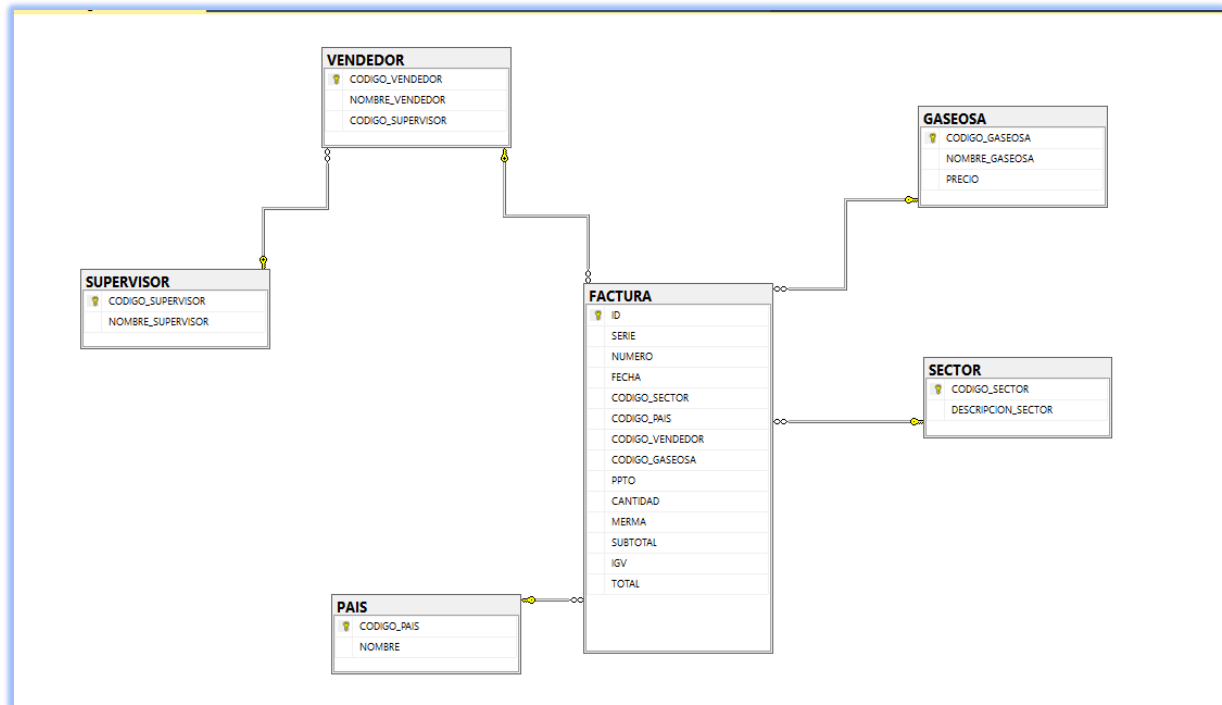 VENDEDOR
CODIGO_VENDEDOR
NOMBRE_VENDEDOR
CODIGO_SUPERVISOR
GASEOSA
CODIGO_GASEOSA
NOMBRE_GASEOSA
PRECIO
SUPERVISOR
CODIGO_SUPERVISOR
NOMBRE_SUPERVISOR
FACTURA
ID
SERIE
NUMERO
FECHA
CODIGO_SECTOR
CODIGO_PAIS
CODIGO_VENDEDOR
CODIGO_GASEOSA
PPTO
CANTIDAD
MERMA
SUBTOTAL
IGV
TOTAL
SECTOR
CODIGO_SECTOR
DESCRIPCION_SECTOR
PAIS
CODIGO_PAIS
NOMBRE